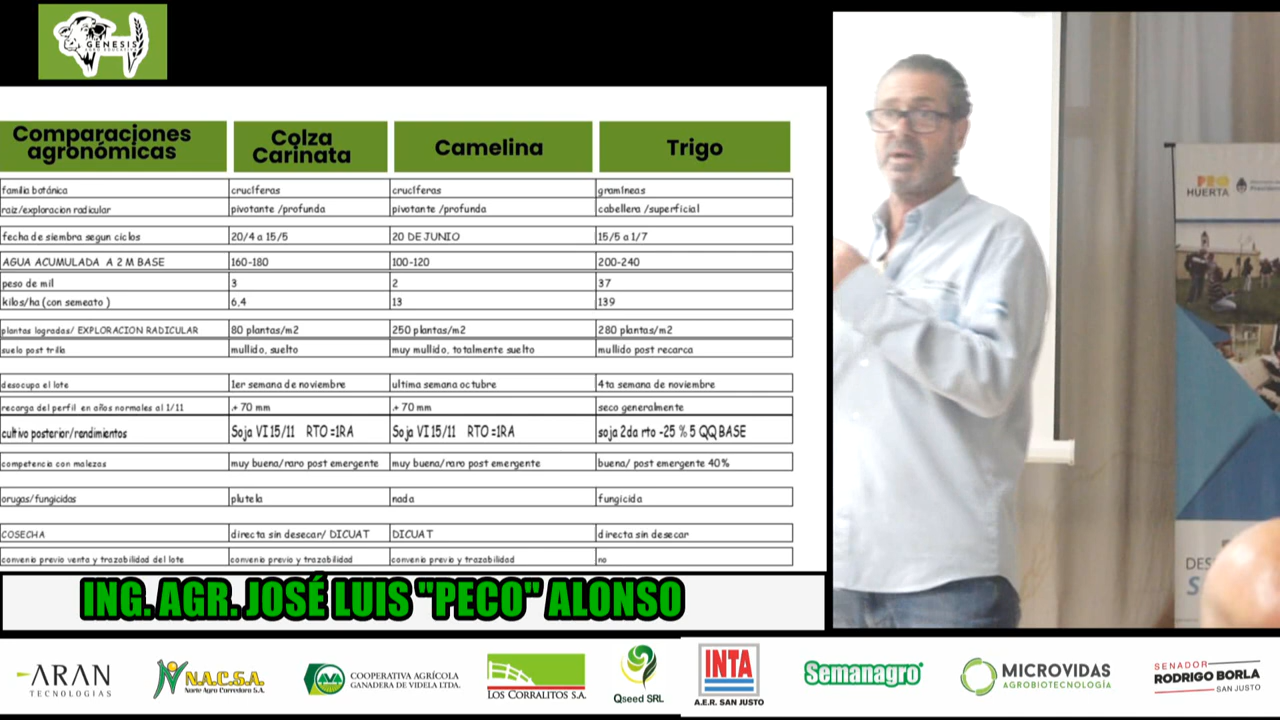 GÉNESIS
AGRO EDUCATION
Comparaciones agronómicas
Colza Carinata
Camelina
Trigo
familia botánica
crucíferas
crucíferas
gramíneas
raiz/exploracion radicular
pivotante /profunda
pivotante /profunda
cabellera /superficial
fecha de siembra segun ciclos
20/4 a 15/5
20 DE JUNIO
15/5 a 1/7
AGUA ACUMULADA A 2 M BASE
160-180
100-120
200-240
peso de mil
3
2
37
kilos/ha (con semeato )
6.4
13
139
plantas logradas/ EXPLORACION RADICULAR
80 plantas/m2
250 plantas/m2
280 plantas/m2
suelo post trilla
mullido, suelto
muy mullido, totalmente suelto
mullido post recarca
desocupa el lote
1er semana de noviembre
ultima semana octubre
4ta semana de noviembre
recarga del perfil en años normales al 1/11
.+ 70 mm
.+ 70 mm
seco generalmente
cultivo posterior/rendimientos
Soja VI 15/11 RTO =1RA
Soja VI 15/11 RTO =1RA
soja 2da rto -25 % 5 QQ BASE
competencia con malezas
muy buena/raro post emergente
muy buena/raro post emergente
buena/ post emergente 40%
orugas/fungicidas
plutela
nada
fungicida
COSECHA
directa sin desecar/ DICUAT
DICUAT
directa sin desecar
convenio previo venta y trazabilidad del lote
convenio previo y trazabilidad
convenio previo y trazabilidad
no
ING. AGR. JOSÉ LUIS "PECO" ALONSO
PRO
HUERTA
DES
S
ARAN
TECNOLOGIAS
N.A.C.S.A.
Norte Agro Corredora S.A.
COOPERATIVA AGRÍCOLA
GANADERA DE VIDELA LTDA.
LOS CORRALITOS S.A.
Qseed SRL
INTA
A.E.R. SAN JUSTO
Semanagro
MICROVIDAS
AGROBIOTECNOLOGÍA
SENADOR
RODRIGO BORLA
SAN JUSTO